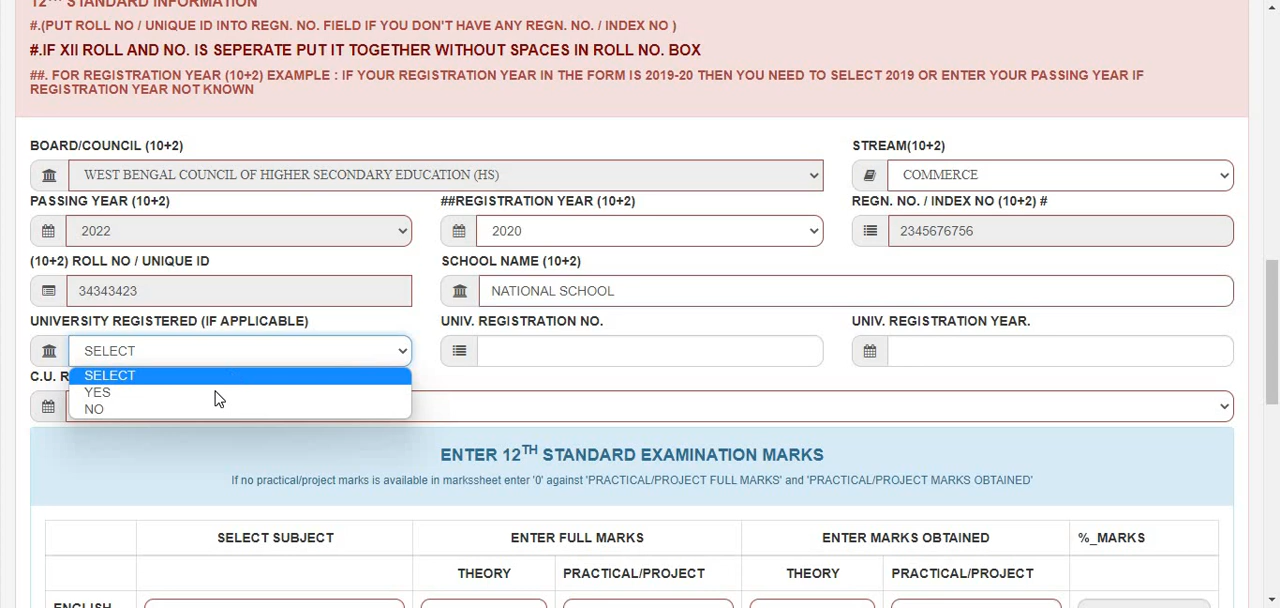 12TH STANDARD INFORMATION
#.(PUT ROLL NO / UNIQUE ID INTO REGN. NO. FIELD IF YOU DON'T HAVE ANY REGN. NO. / INDEX NO )
#.IF XII ROLL AND NO. IS SEPERATE PUT IT TOGETHER WITHOUT SPACES IN ROLL NO. BOX
##. FOR REGISTRATION YEAR (10+2) EXAMPLE : IF YOUR REGISTRATION YEAR IN THE FORM IS 2019-20 THEN YOU NEED TO SELECT 2019 OR ENTER YOUR PASSING YEAR IF
REGISTRATION YEAR NOT KNOWN
BOARD/COUNCIL (10+2) STREAM(10+2)
WEST BENGAL COUNCIL OF HIGHER SECONDARY EDUCATION (HS) COMMERCE
PASSING YEAR (10+2) ##REGISTRATION YEAR (10+2) REGN. NO. / INDEX NO (10+2) #
2022 2020 2345676756
(10+2) ROLL NO / UNIQUE ID SCHOOL NAME (10+2)
34343423 NATIONAL SCHOOL
UNIVERSITY REGISTERED (IF APPLICABLE) UNIV. REGISTRATION NO. UNIV. REGISTRATION YEAR.
SELECT
C.U. R SELECT
YES
NO
ENTER 12TH STANDARD EXAMINATION MARKS
If no practical/project marks is available in markssheet enter '0' against 'PRACTICAL/PROJECT FULL MARKS' and 'PRACTICAL/PROJECT MARKS OBTAINED'
SELECT SUBJECT ENTER FULL MARKS ENTER MARKS OBTAINED %_MARKS
THEORY PRACTICAL/PROJECT THEORY PRACTICAL/PROJECT
ENGLISH